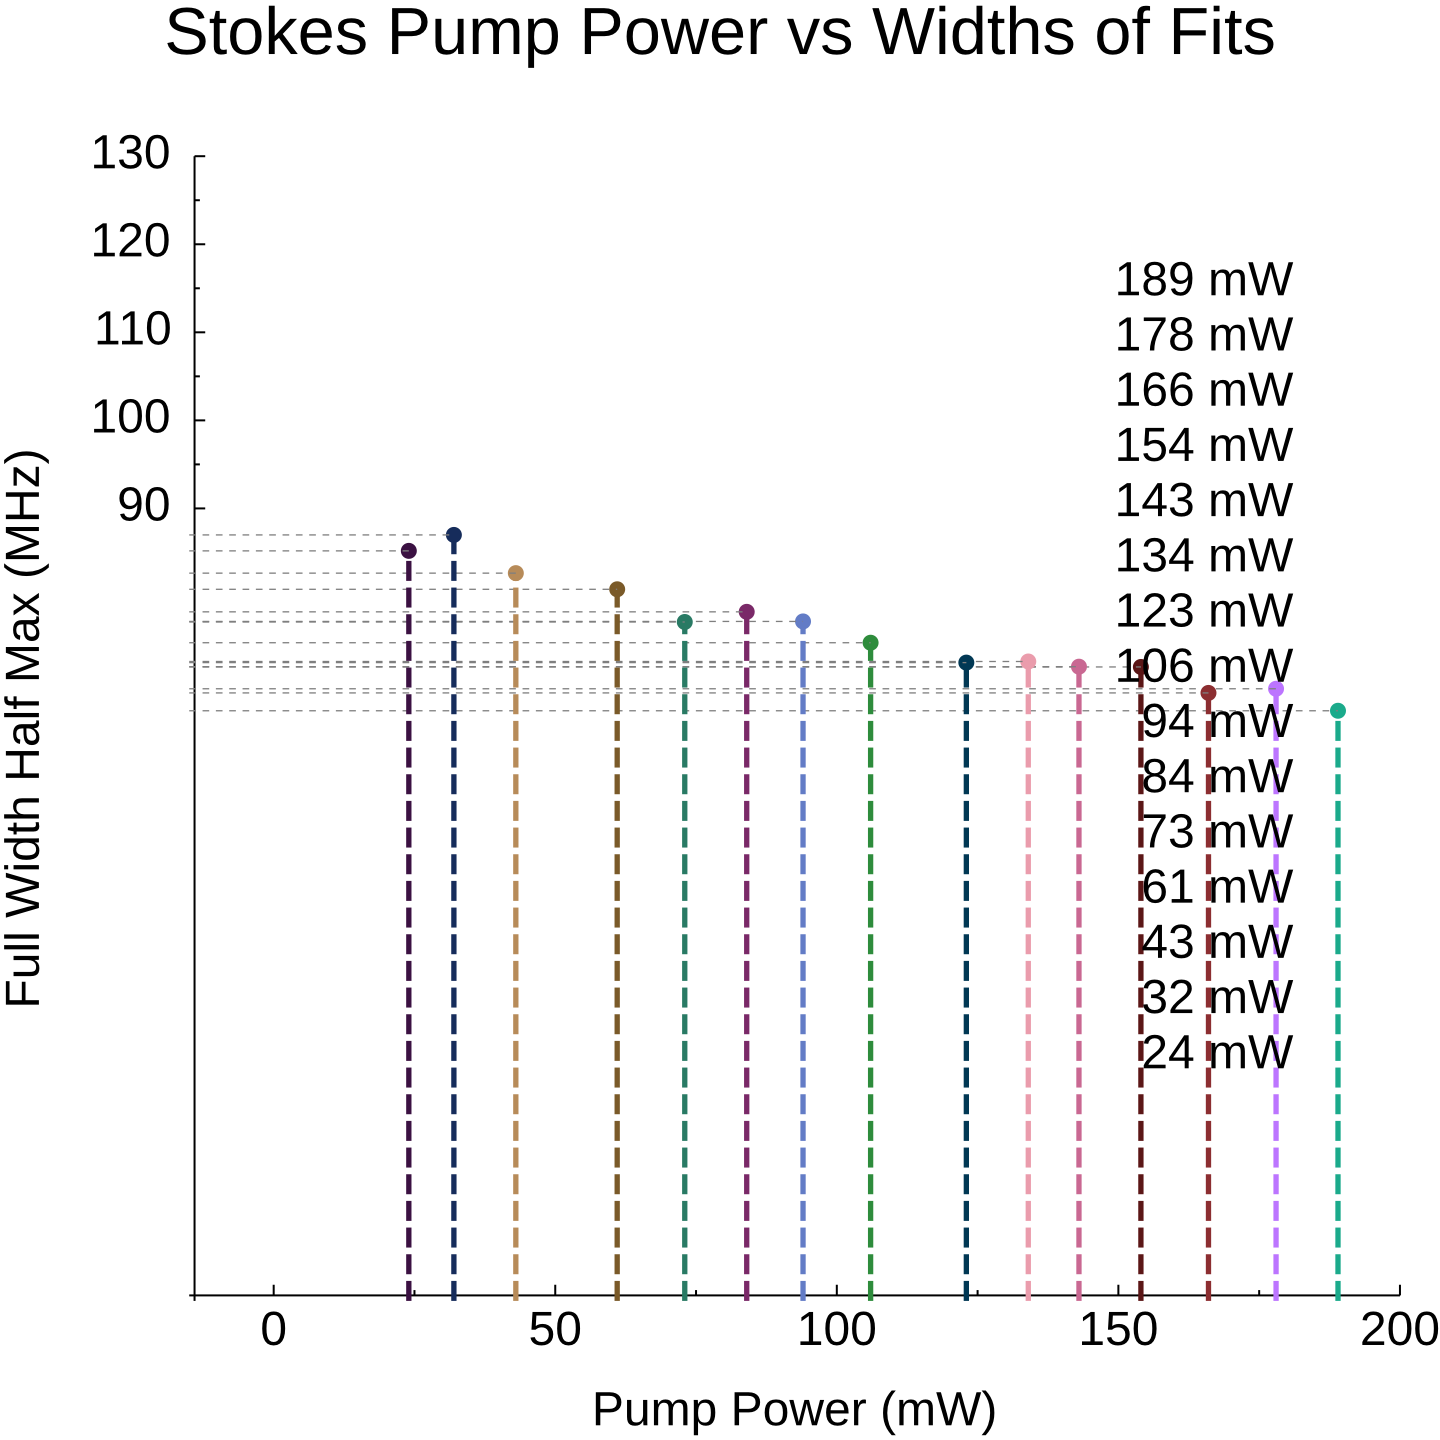 Stokes Pump Power vs Widths of Fits
130
120
110
100
90
Full Width Half Max (MHz)
189 mW
178 mW
166 mW
154 mW
143 mW
134 mW
123 mW
106 mW
94 mW
84 mW
73 mW
61 mW
43 mW
32 mW
24 mW
0 50 100 150 200
Pump Power (mW)